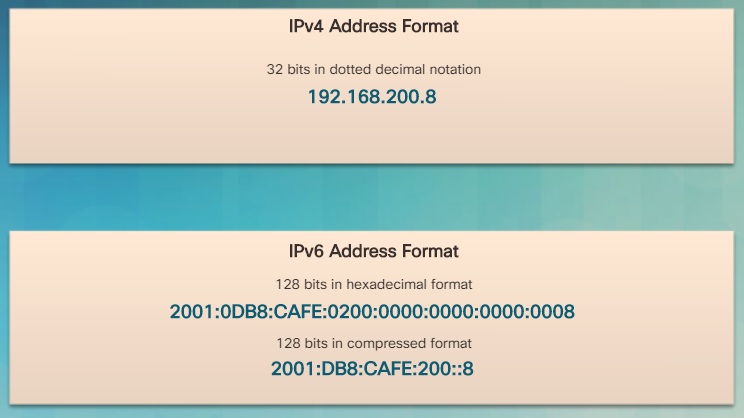 IPv4 Address Format
32 bits in dotted decimal notation
192.168.200.8
IPv6 Address Format
128 bits in hexadecimal format
2001:0DB8:CAFE:0200:0000:0000:0000:0008
128 bits in compressed format
2001:DB8:CAFE:200::8